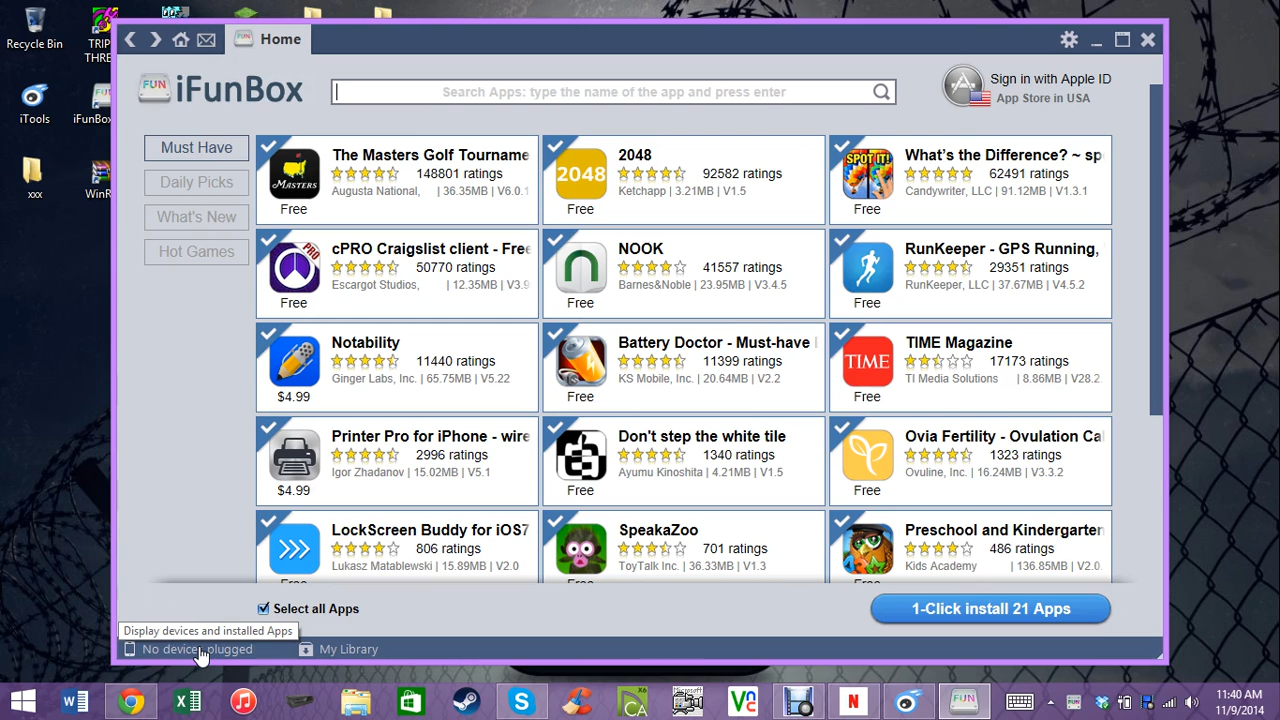 Recycle Bin
TRIP
THRE
iTools
iFunBox
xxx
WinR
Home
FUN
iFunBox
Search Apps: type the name of the app and press enter
Sign in with Apple ID
App Store in USA
Must Have
Daily Picks
What's New
Hot Games
MASTERS
The Masters Golf Tourname
148801 ratings
Augusta National, | 36.35MB | V6.0.1
Free
2048
2048
92582 ratings
Ketchapp | 3.21MB | V1.5
Free
SPOT IT!
What's the Difference? ~ sp
62491 ratings
Candywriter, LLC | 91.12MB | V1.3.1
Free
PRO
cPRO Craigslist client - Free
50770 ratings
Escargot Studios, | 12.35MB | V3.9
Free
NOOK
41557 ratings
Barnes&Noble | 23.95MB | V3.4.5
Free
RunKeeper - GPS Running,
29351 ratings
RunKeeper, LLC | 37.67MB | V4.5.2
Free
Notability
11440 ratings
Ginger Labs, Inc. | 65.75MB | V5.22
$4.99
Battery Doctor - Must-have
11399 ratings
KS Mobile, Inc. | 20.64MB | V2.2
Free
TIME
TIME Magazine
17173 ratings
TI Media Solutions | 8.86MB | V28.2
Free
Printer Pro for iPhone - wire
2996 ratings
Igor Zhadanov | 15.02MB | V5.1
$4.99
Don't step the white tile
1340 ratings
Ayumu Kinoshita | 4.21MB | V1.5
Free
Ovia Fertility - Ovulation Ca
1323 ratings
Ovuline, Inc. | 16.24MB | V3.3.2
Free
LockScreen Buddy for iOS7
806 ratings
Lukasz Matablewski | 15.89MB | V2.0
Free
SpeakaZoo
701 ratings
ToyTalk Inc. | 36.33MB | V1.3
Free
Preschool and Kindergarten
486 ratings
Kids Academy | 136.85MB | V2.0
Free
Select all Apps
1-Click install 21 Apps
Display devices and installed Apps
No device plugged
My Library
11:40 AM
11/9/2014